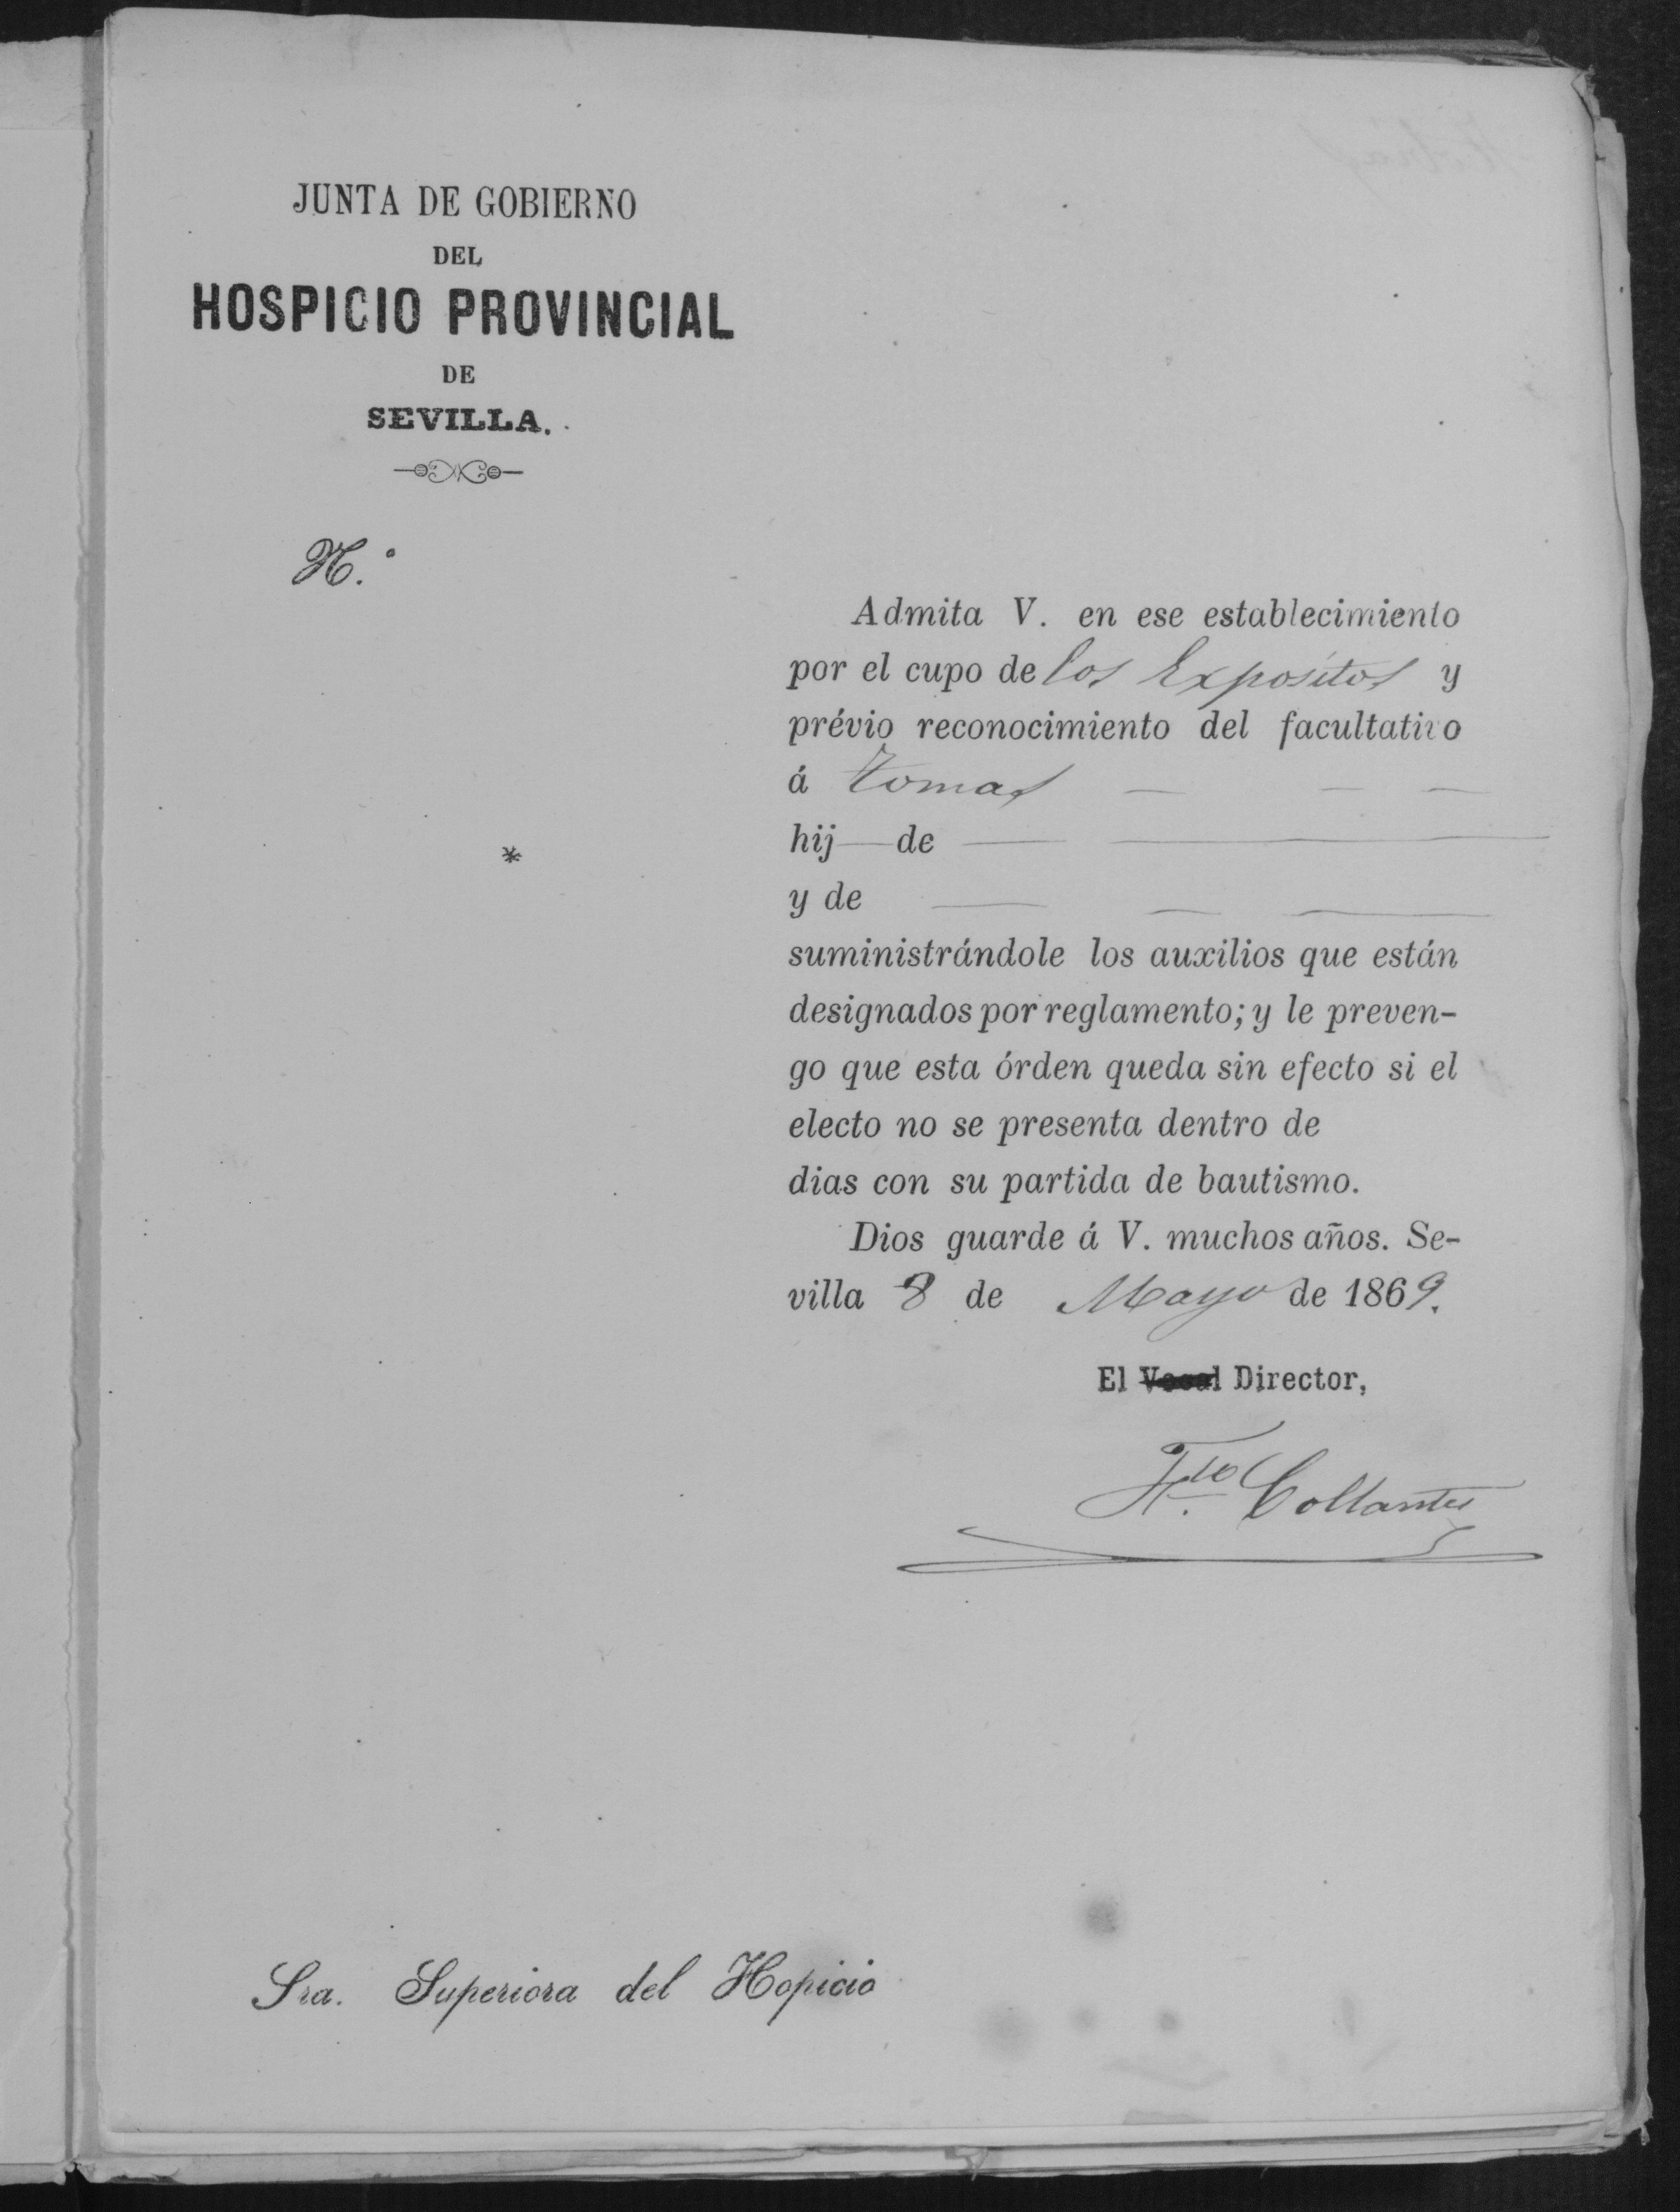 JUNTA DE GOBIERNO
DEL
HOSPICIO PROVINCIAL
DE
SEVILLA.
N.°
Admita V. en ese establecimiento
por el cupo de los Expositos y
prévio reconocimiento del facultativo
á Tomas — — —
hij—de — —
*
y de — — —
suministrándole los auxilios que están
designados por reglamento; y le preven-
go que esta órden queda sin efecto si el
electo no se presenta dentro de
dias con su partida de bautismo.
Dios guarde á V. muchos años. Se-
villa 8 de Mayo de 1869.
El Vocal Director,
Collantes
Sra. Superiora del Hopicio